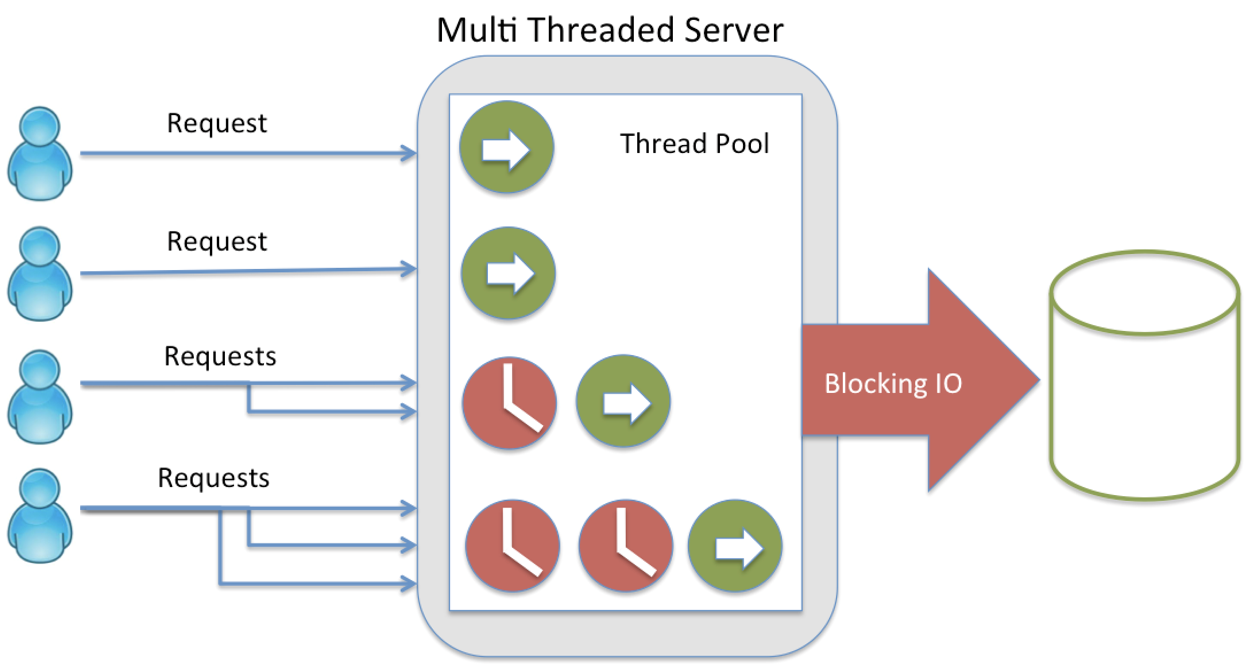 Multi Threaded Server
Request
Thread Pool
Request
Requests
Blocking IO
Requests